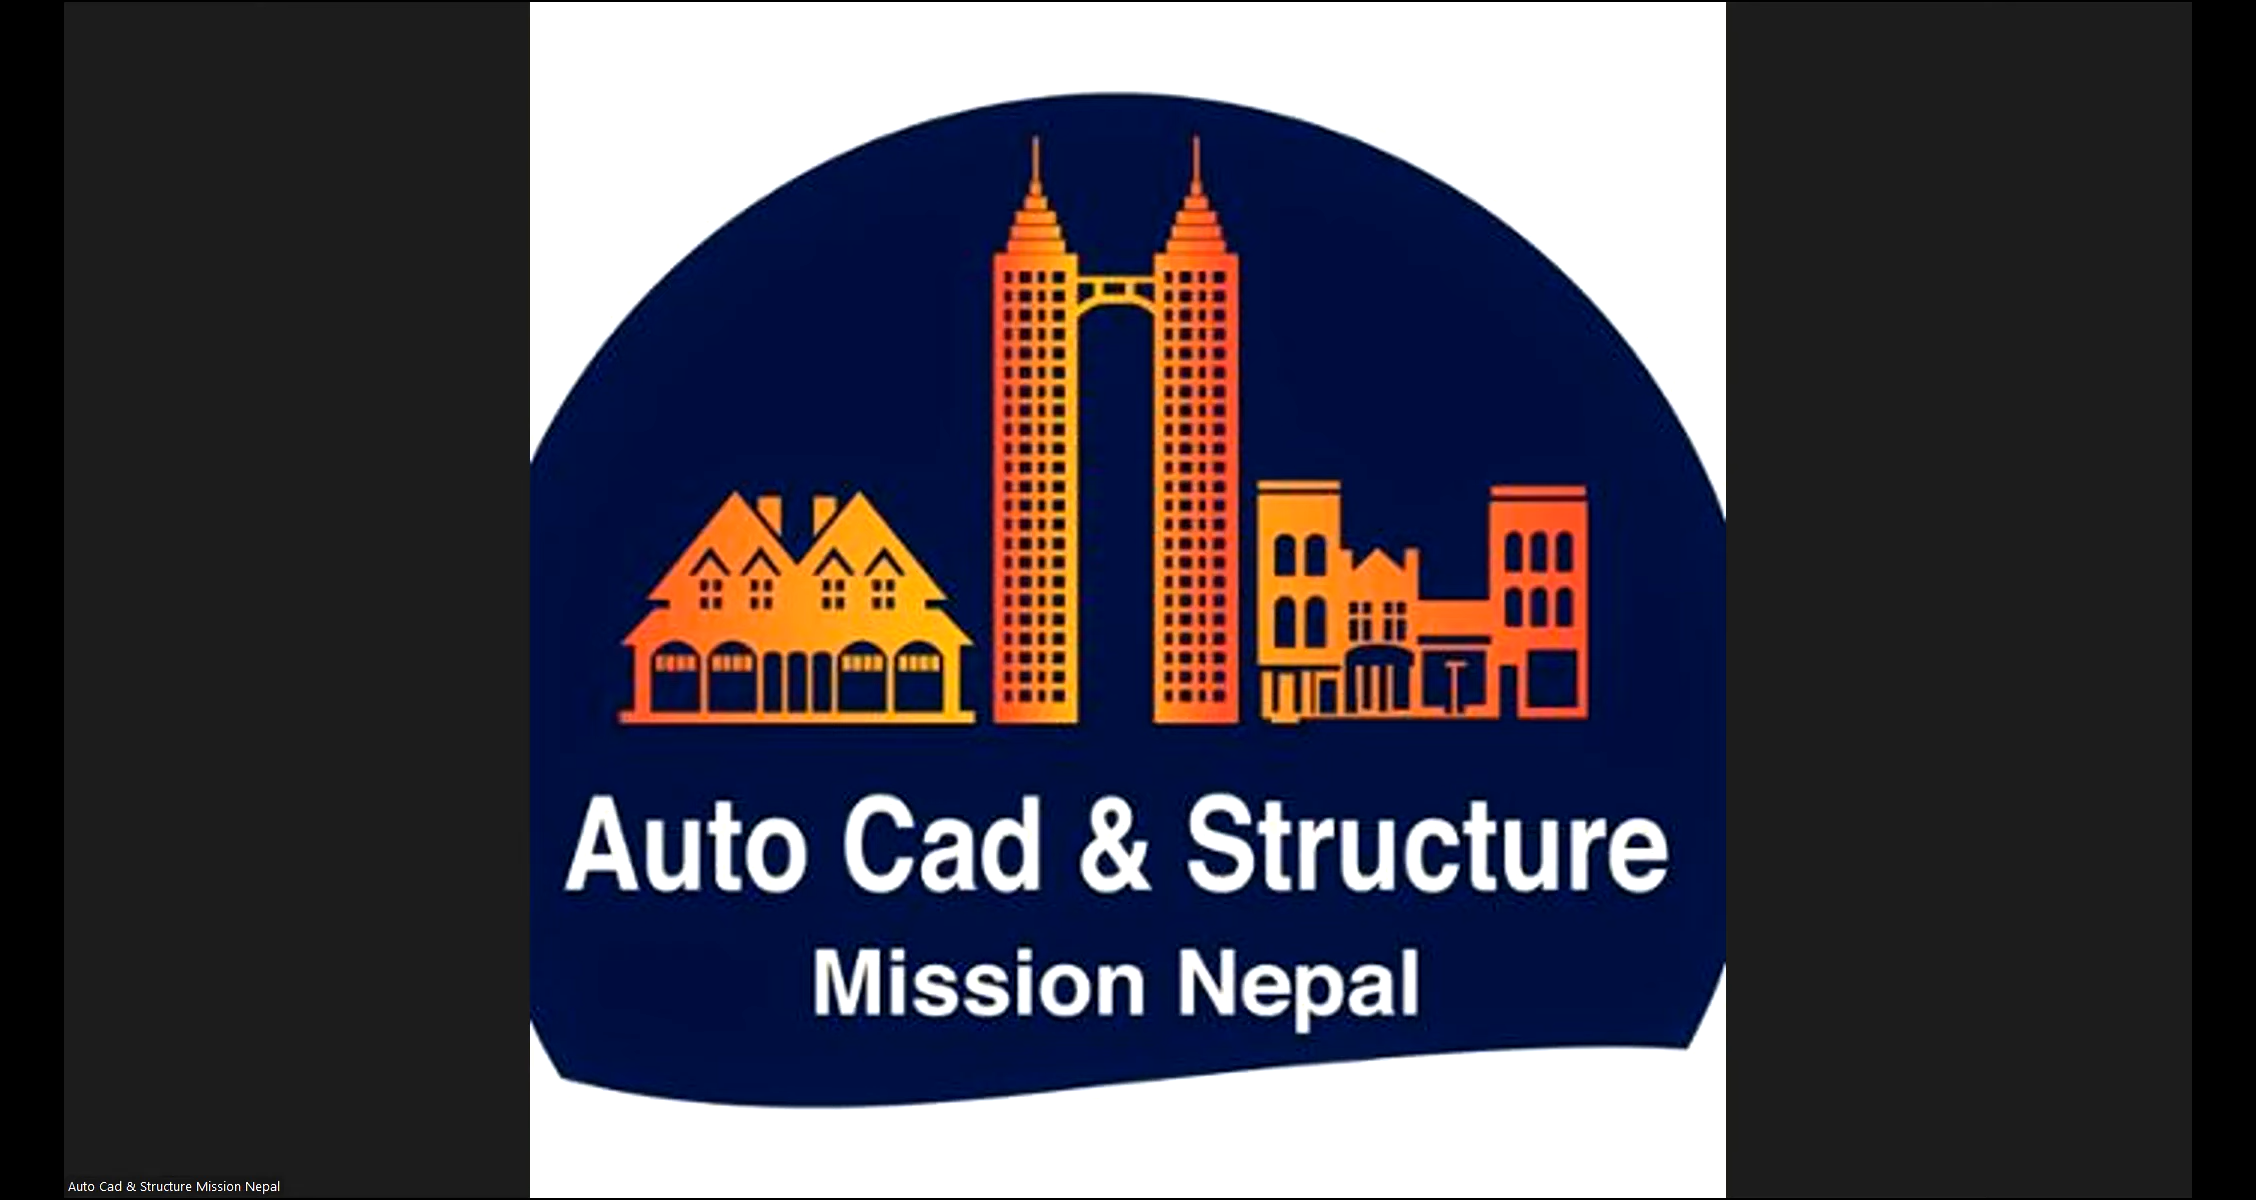 Auto Cad & Structure
Mission Nepal
Auto Cad & Structure Mission Nepal